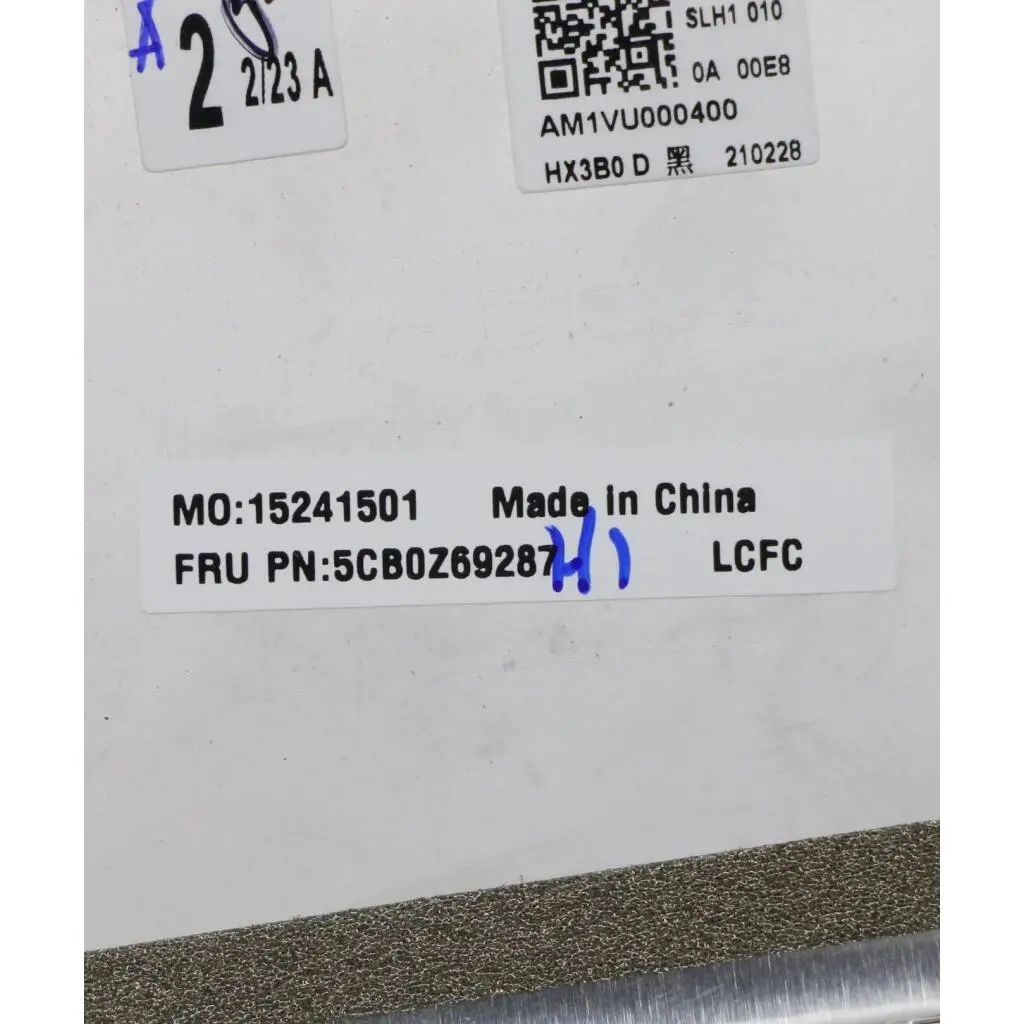 A
2
2/23 A
SLH1 010
0A 00E8
AM1VU000400
HX3B0 D 黑 210228
MO:15241501 Made in China
FRU PN:5CB0Z69287 LCFC
H1